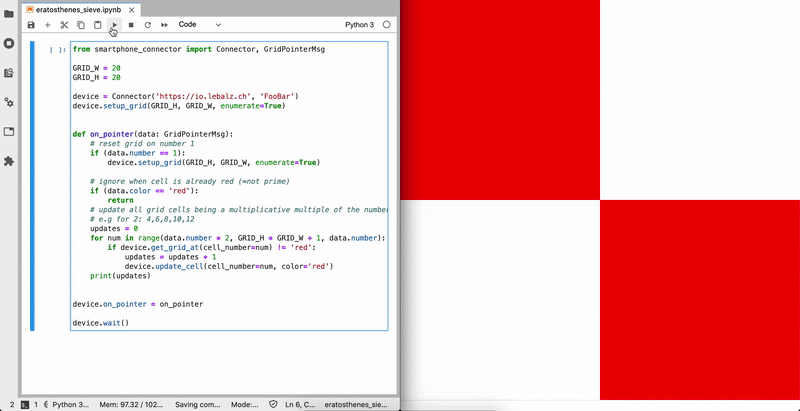 eratosthenes_sieve.ipynb
Code
Python 3
[ ]:
from smartphone_connector import Connector, GridPointerMsg
GRID_W = 20
GRID_H = 20
device = Connector('https://io.lebalz.ch', 'FooBar')
device.setup_grid(GRID_H, GRID_W, enumerate=True)
def on_pointer(data: GridPointerMsg):
# reset grid on number 1
if (data.number == 1):
device.setup_grid(GRID_H, GRID_W, enumerate=True)
# ignore when cell is already red (=not prime)
if (data.color == 'red'):
return
# update all grid cells being a multiplicative multiple of the number
# e.g for 2: 4,6,8,10,12
updates = 0
for num in range(data.number * 2, GRID_H * GRID_W + 1, data.number):
if device.get_grid_at(cell_number=num) != 'red':
updates = updates + 1
device.update_cell(cell_number=num, color='red')
print(updates)
device.on_pointer = on_pointer
device.wait()
2 1 Python 3... Mem: 97.32 / 102... Saving com... Mode:... Ln 6, C... eratosthenes_sie...